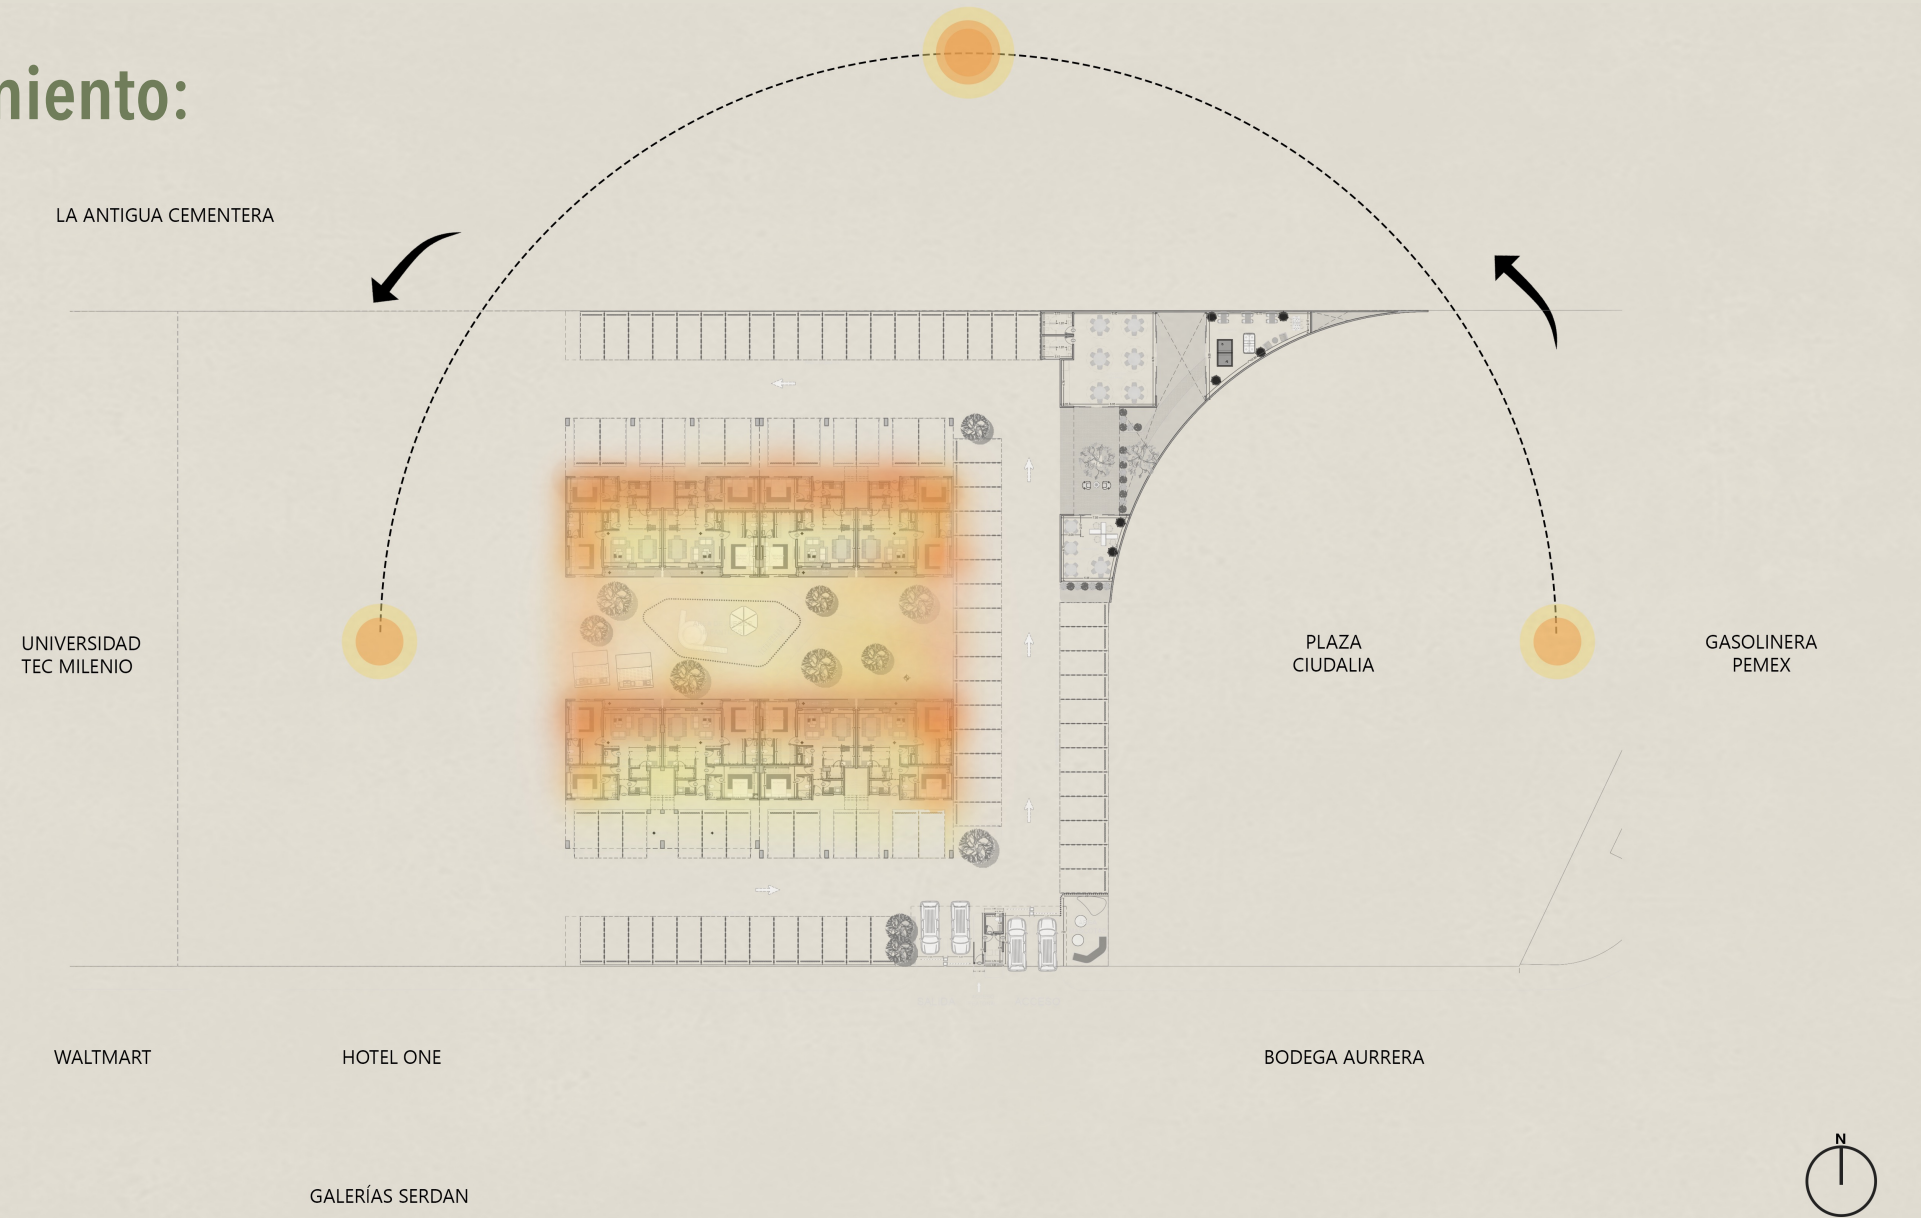 miento:
LA ANTIGUA CEMENTERA
UNIVERSIDAD
TEC MILENIO
PLAZA
CIUDALIA
GASOLINERA
PEMEX
WALTMART
HOTEL ONE
BODEGA AURRERA
GALERÍAS SERDAN
N